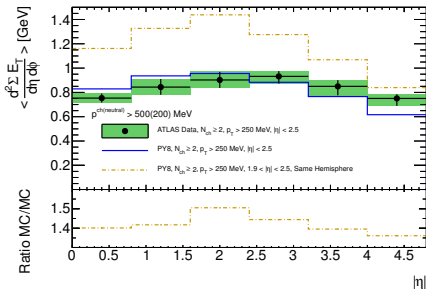 < d²Σ E_T / dη dφ > [GeV]
1.4
1.2
1
0.8
0.6
0.4
0.2
p^ch(neutral) > 500(200) MeV
ATLAS Data, N_ch ≥ 2, p_T > 250 MeV, |η| < 2.5
PY8, N_ch ≥ 2, p_T > 250 MeV, |η| < 2.5
PY8, N_ch ≥ 2, p_T > 250 MeV, 1.9 < |η| < 2.5, Same Hemisphere
Ratio MC/MC
1.5
1.4
0 0.5 1 1.5 2 2.5 3 3.5 4 4.5
|η|